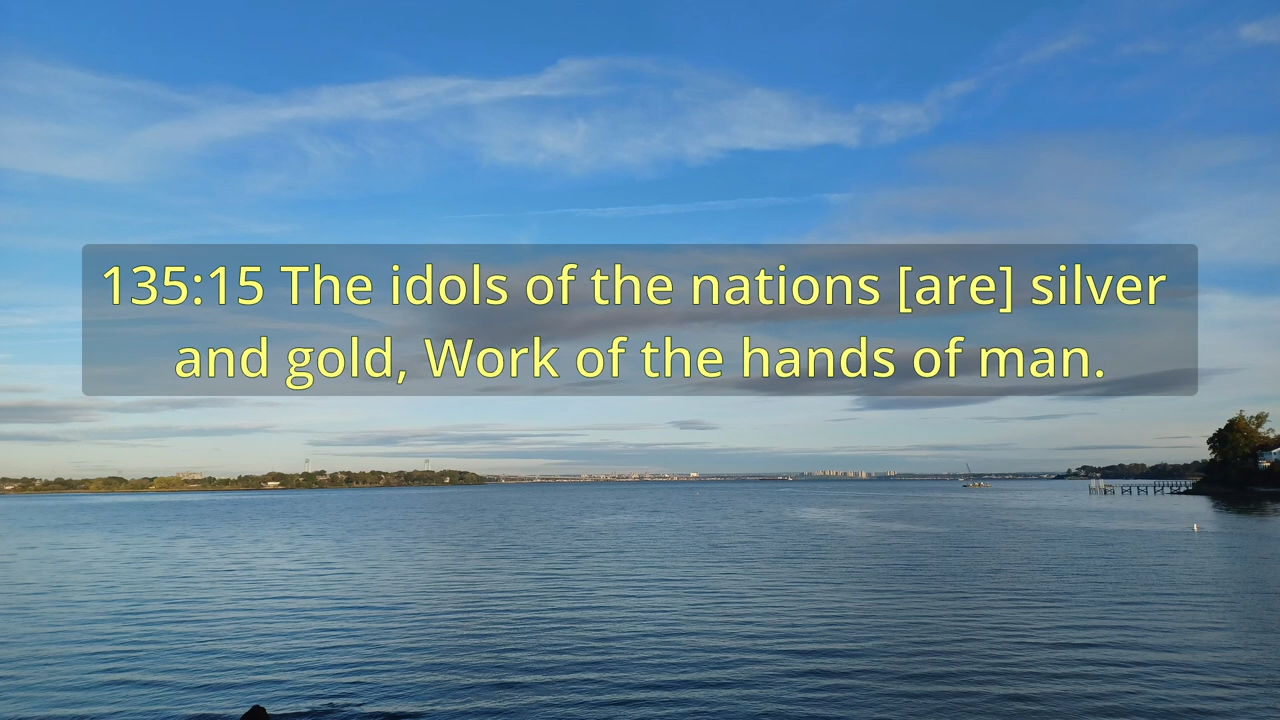 135:15 The idols of the nations [are] silver
and gold, Work of the hands of man.